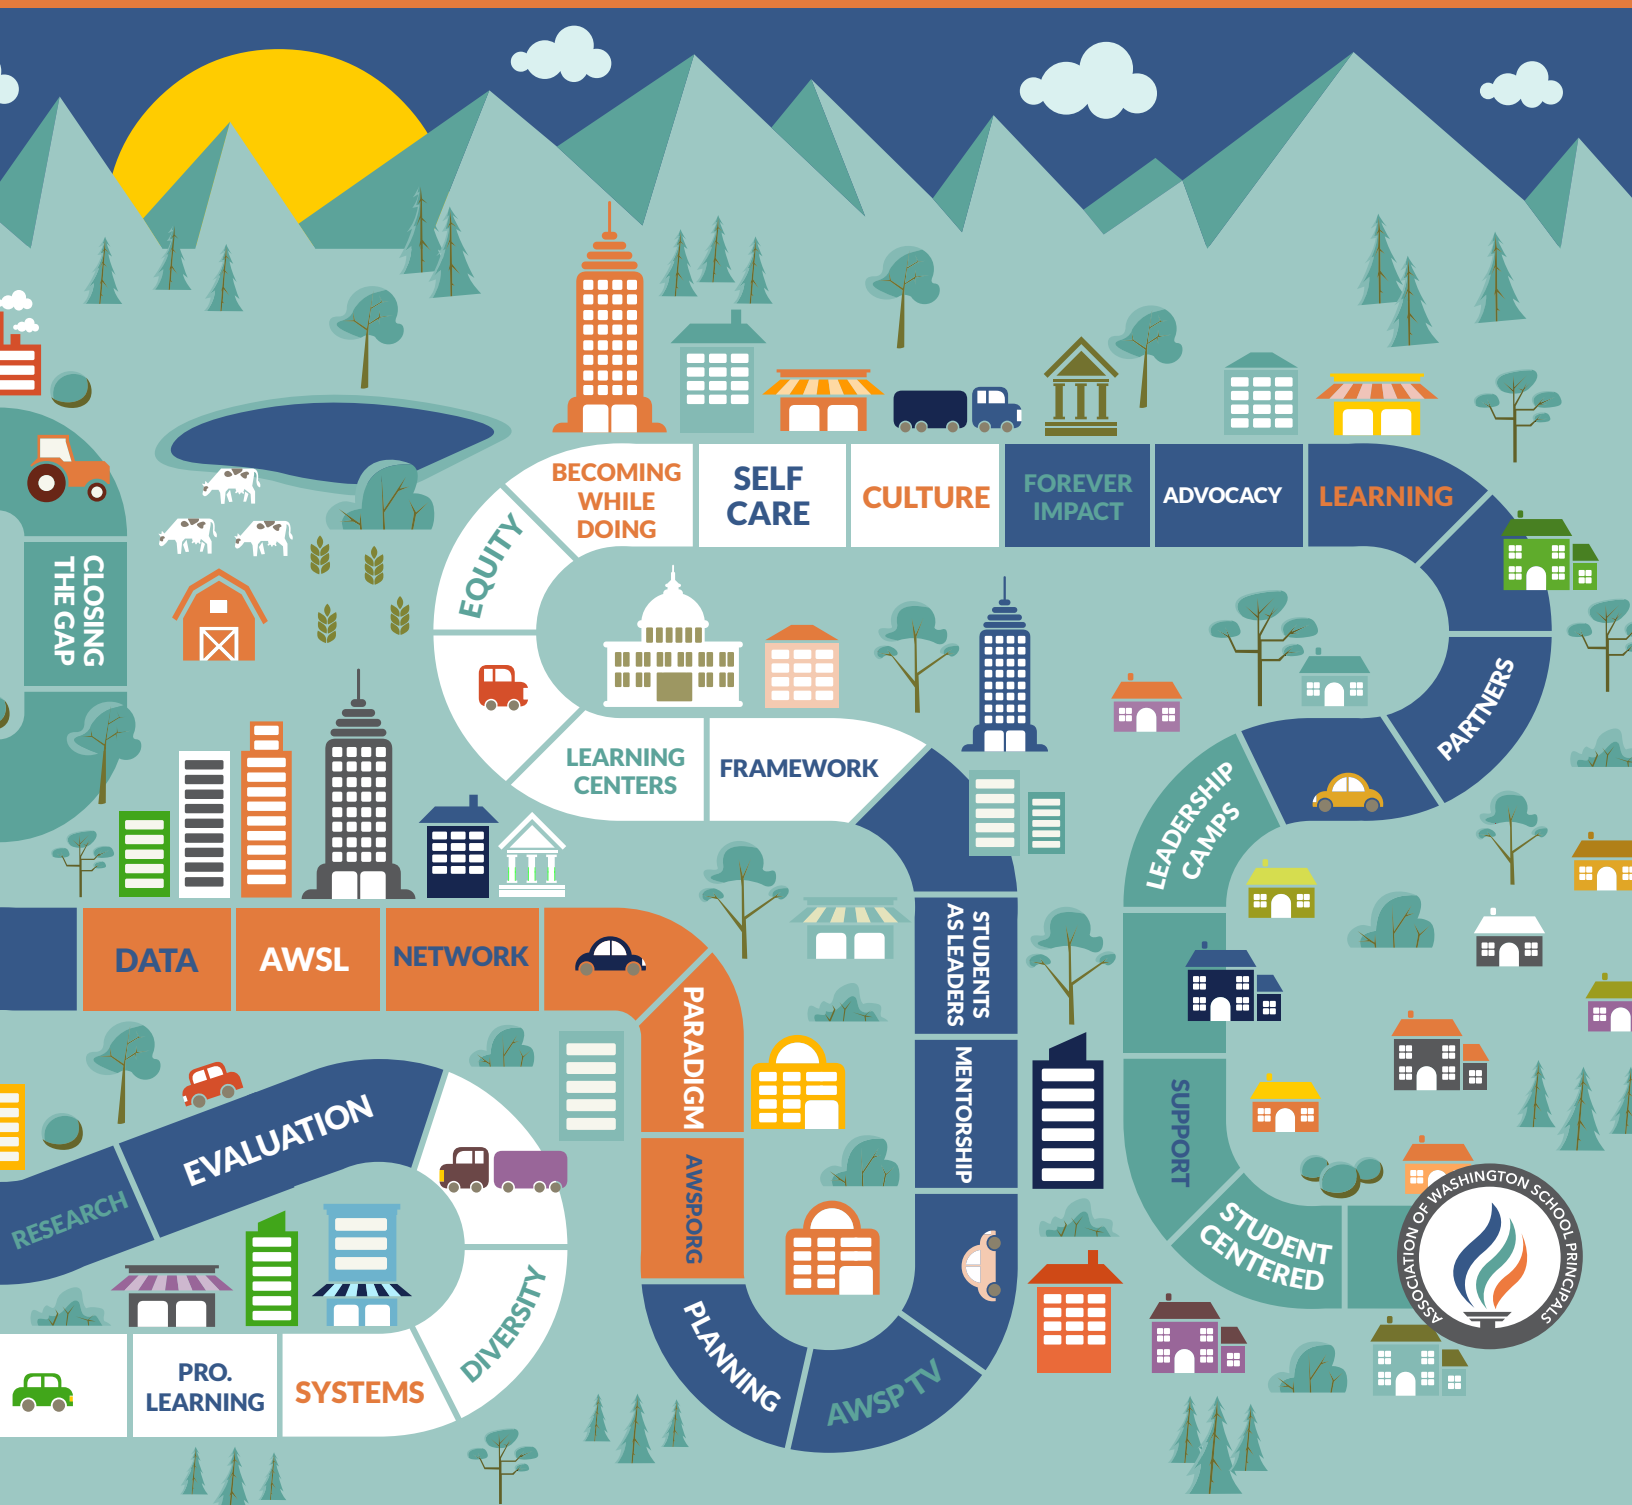 BECOMING
WHILE
DOING
SELF
CARE
CULTURE
FOREVER
IMPACT
ADVOCACY
LEARNING
EQUITY
CLOSING
THE GAP
PARTNERS
LEARNING
CENTERS
FRAMEWORK
LEADERSHIP
CAMPS
STUDENTS
AS LEADERS
DATA
AWSL
NETWORK
PARADIGM
MENTORSHIP
SUPPORT
EVALUATION
RESEARCH
AWSP.ORG
STUDENT
CENTERED
ASSOCIATION OF WASHINGTON SCHOOL PRINCIPALS
DIVERSITY
PLANNING
AWSP TV
PRO.
LEARNING
SYSTEMS